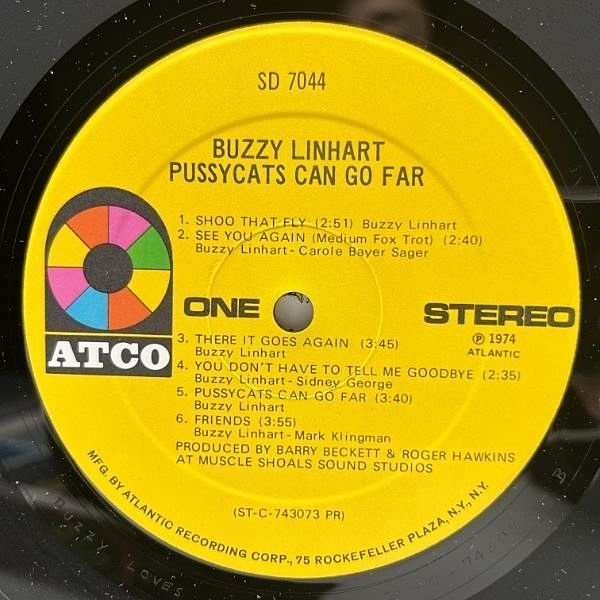 SD 7044
BUZZY LINHART
PUSSYCATS CAN GO FAR
1. SHOO THAT FLY (2:51) Buzzy Linhart
2. SEE YOU AGAIN (Medium Fox Trot) (2:40)
Buzzy Linhart - Carole Bayer Sager
ATCO
ONE
STEREO
℗ 1974
ATLANTIC
3. THERE IT GOES AGAIN (3:45)
Buzzy Linhart
4. YOU DON'T HAVE TO TELL ME GOODBYE (2:35)
Buzzy Linhart - Sidney George
5. PUSSYCATS CAN GO FAR (3:40)
Buzzy Linhart
6. FRIENDS (3:55)
Buzzy Linhart - Mark Klingman
PRODUCED BY BARRY BECKETT & ROGER HAWKINS
AT MUSCLE SHOALS SOUND STUDIOS
(ST-C-743073 PR)
MFG. BY ATLANTIC RECORDING CORP., 75 ROCKEFELLER PLAZA, N.Y., N.Y.
BUZZY LOVES